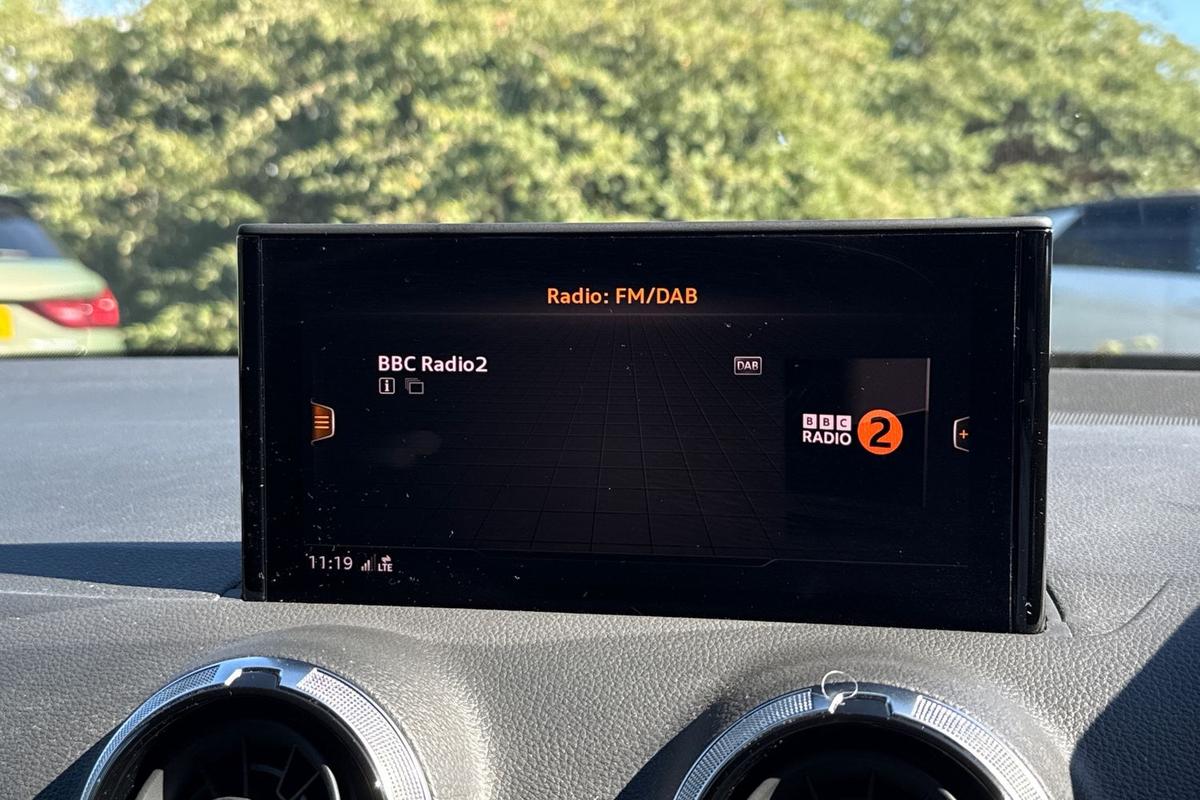 Radio: FM/DAB
BBC Radio2
DAB
i
BBC
RADIO 2
11:19 LTE